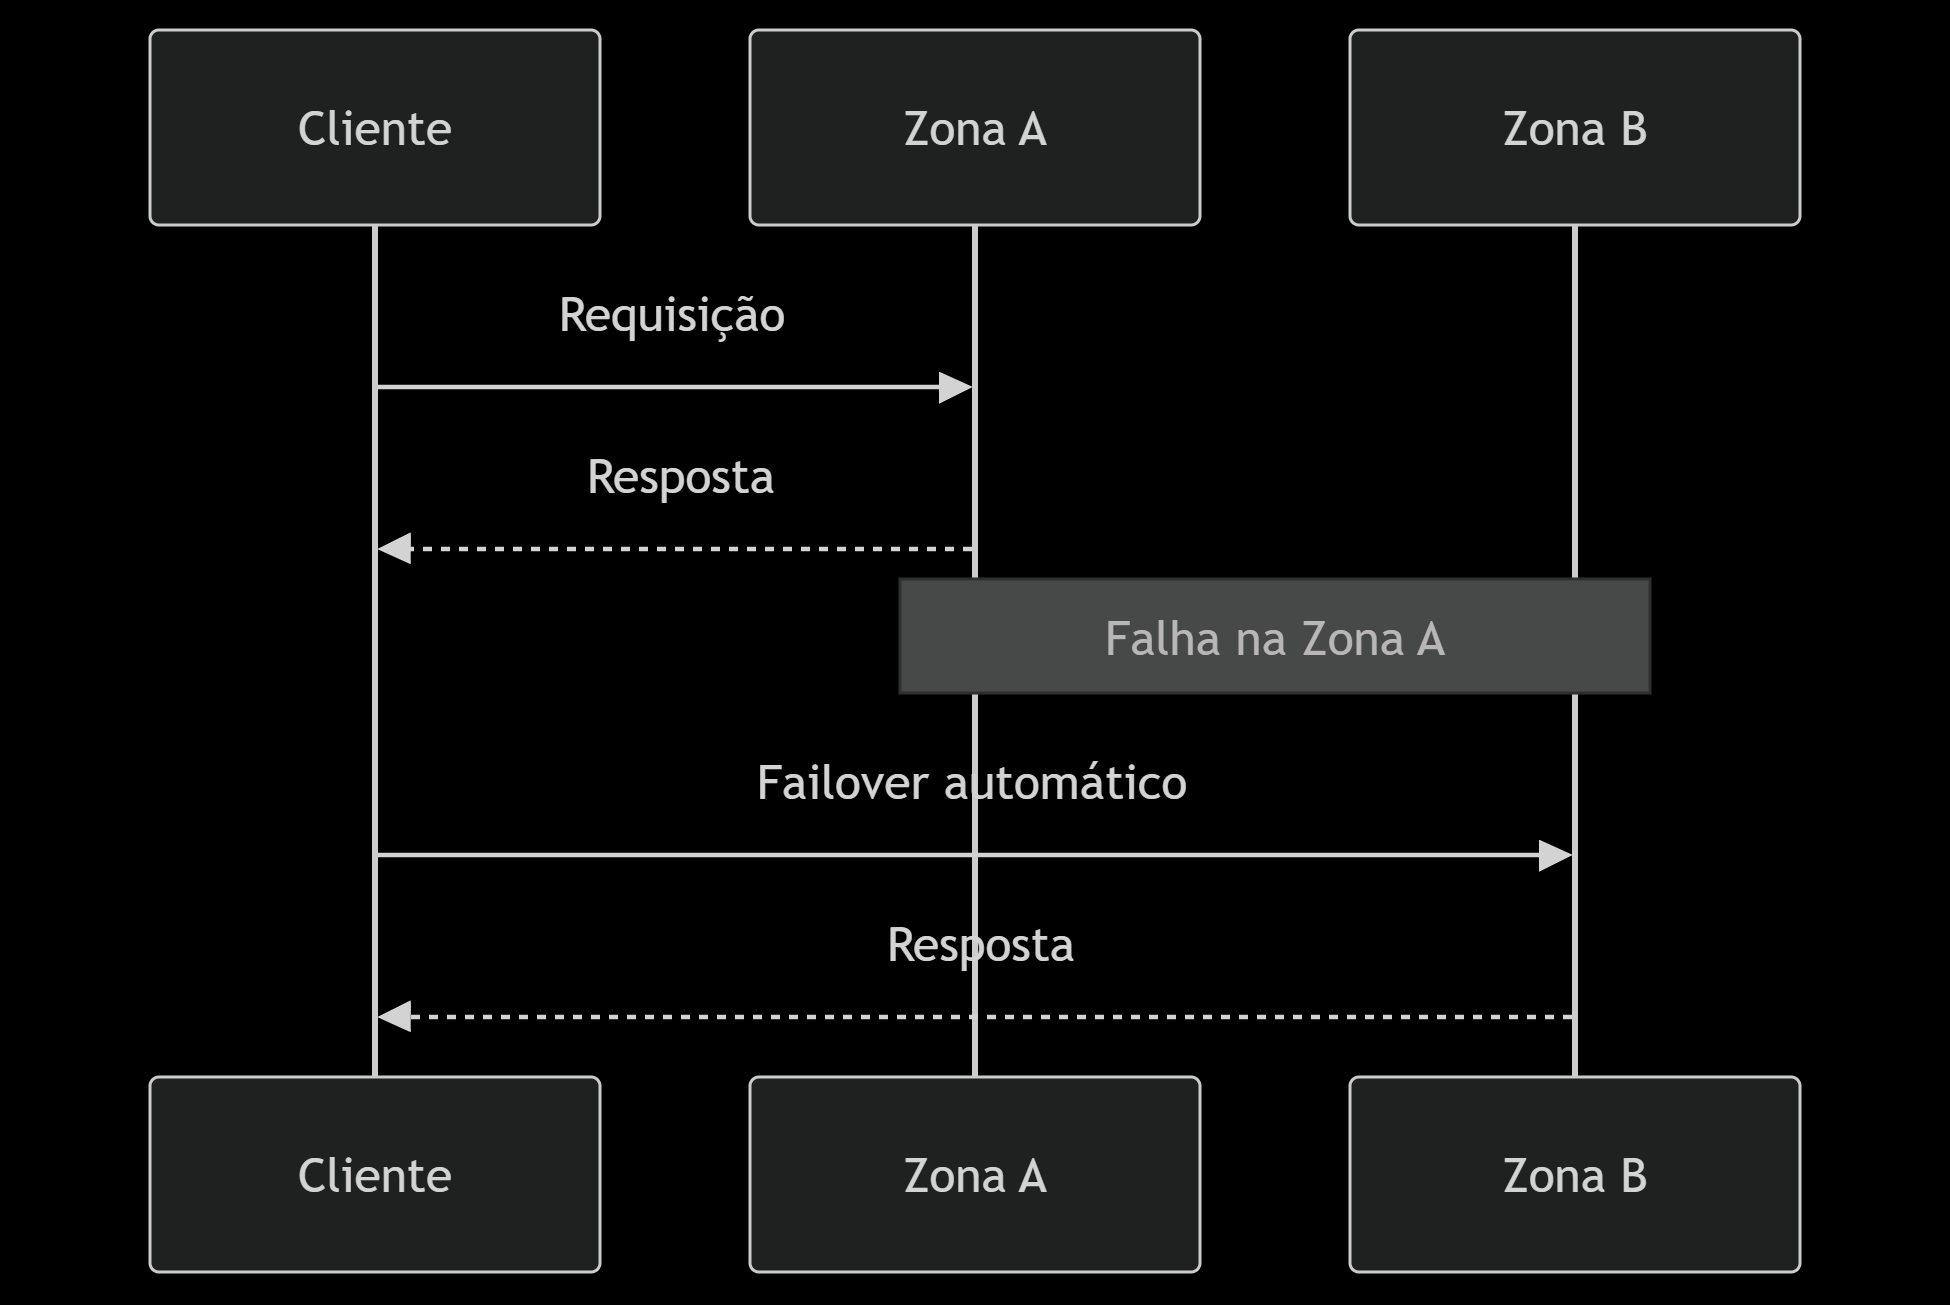 Cliente
Zona A
Zona B
Requisição
Resposta
Falha na Zona A
Failover automático
Resposta
Cliente
Zona A
Zona B